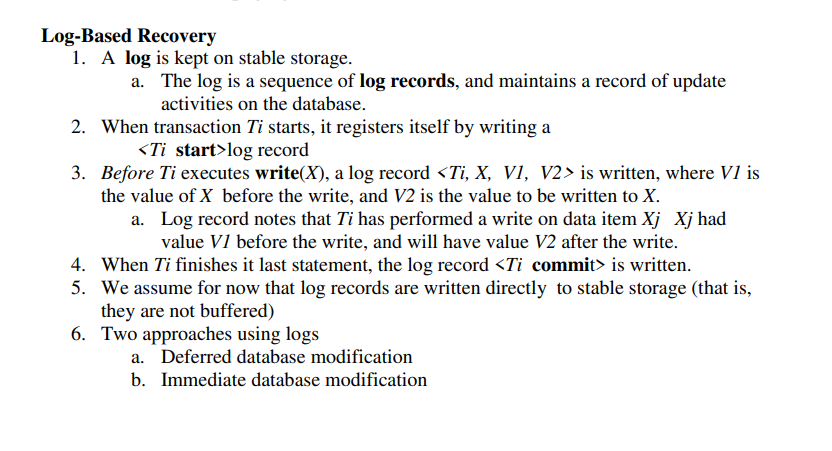 Log-Based Recovery
1. A log is kept on stable storage.
a. The log is a sequence of log records, and maintains a record of update
activities on the database.
2. When transaction Ti starts, it registers itself by writing a
<Ti start>log record
3. Before Ti executes write(X), a log record <Ti, X, V1, V2> is written, where V1 is
the value of X before the write, and V2 is the value to be written to X.
a. Log record notes that Ti has performed a write on data item Xj Xj had
value V1 before the write, and will have value V2 after the write.
4. When Ti finishes it last statement, the log record <Ti commit> is written.
5. We assume for now that log records are written directly to stable storage (that is,
they are not buffered)
6. Two approaches using logs
a. Deferred database modification
b. Immediate database modification